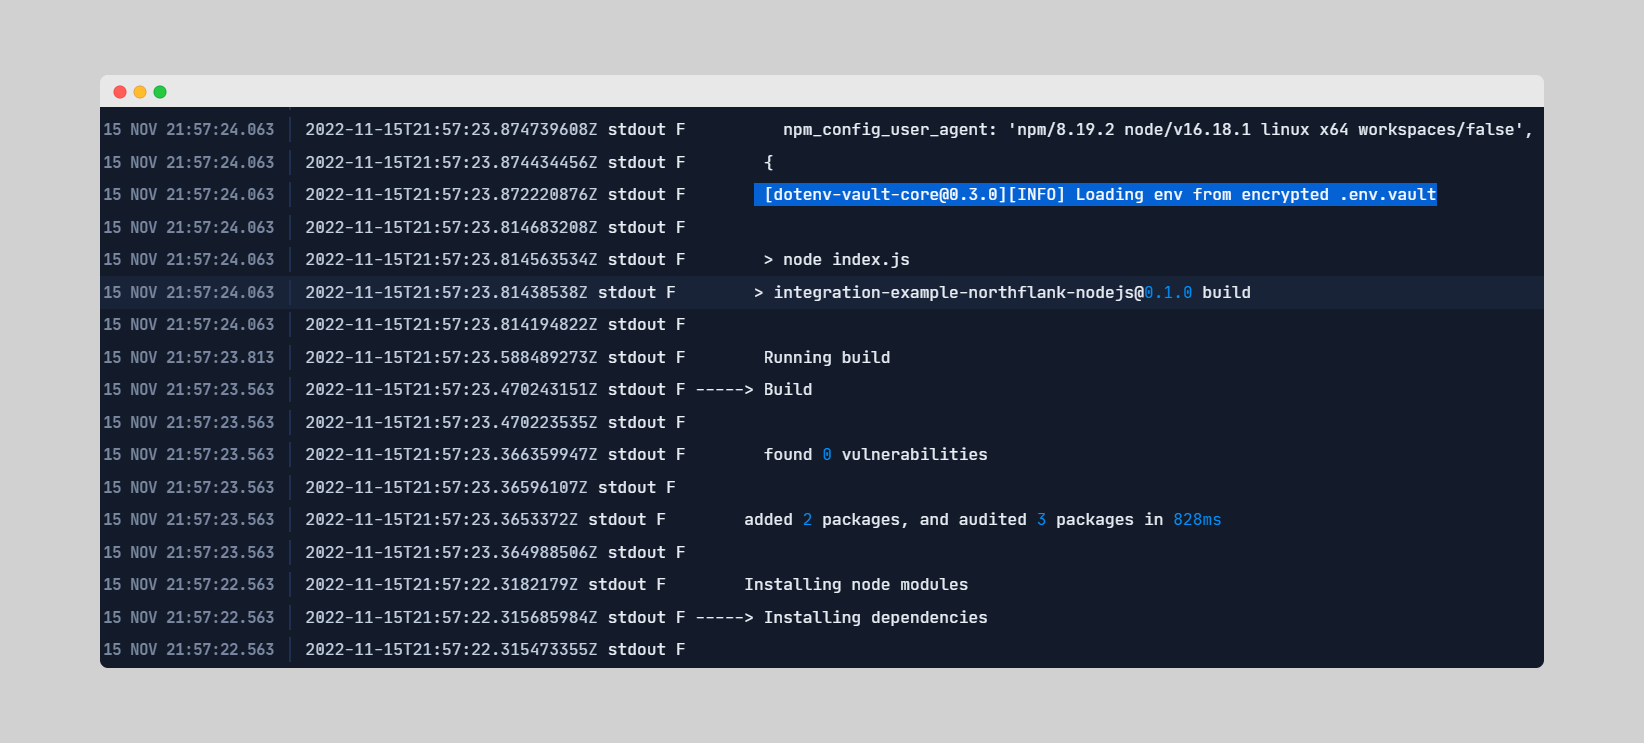 15 NOV 21:57:24.063 2022-11-15T21:57:23.874739608Z stdout F npm_config_user_agent: 'npm/8.19.2 node/v16.18.1 linux x64 workspaces/false',
15 NOV 21:57:24.063 2022-11-15T21:57:23.874434456Z stdout F {
15 NOV 21:57:24.063 2022-11-15T21:57:23.872220876Z stdout F [dotenv-vault-core@0.3.0][INFO] Loading env from encrypted .env.vault
15 NOV 21:57:24.063 2022-11-15T21:57:23.814683208Z stdout F
15 NOV 21:57:24.063 2022-11-15T21:57:23.814563534Z stdout F > node index.js
15 NOV 21:57:24.063 2022-11-15T21:57:23.81438538Z stdout F > integration-example-northflank-nodejs@0.1.0 build
15 NOV 21:57:24.063 2022-11-15T21:57:23.814194822Z stdout F
15 NOV 21:57:23.813 2022-11-15T21:57:23.588489273Z stdout F Running build
15 NOV 21:57:23.563 2022-11-15T21:57:23.470243151Z stdout F -----> Build
15 NOV 21:57:23.563 2022-11-15T21:57:23.470223535Z stdout F
15 NOV 21:57:23.563 2022-11-15T21:57:23.366359947Z stdout F found 0 vulnerabilities
15 NOV 21:57:23.563 2022-11-15T21:57:23.36596107Z stdout F
15 NOV 21:57:23.563 2022-11-15T21:57:23.3653372Z stdout F added 2 packages, and audited 3 packages in 828ms
15 NOV 21:57:23.563 2022-11-15T21:57:23.364988506Z stdout F
15 NOV 21:57:22.563 2022-11-15T21:57:22.3182179Z stdout F Installing node modules
15 NOV 21:57:22.563 2022-11-15T21:57:22.315685984Z stdout F -----> Installing dependencies
15 NOV 21:57:22.563 2022-11-15T21:57:22.315473355Z stdout F